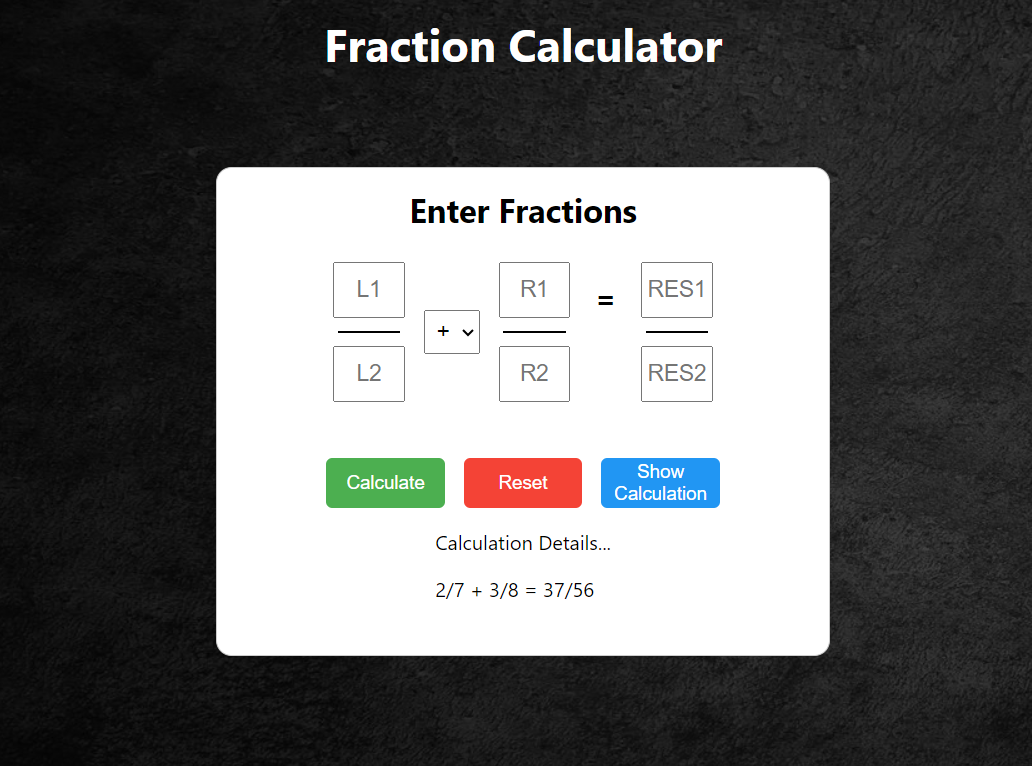 Fraction Calculator
Enter Fractions
L1
L2
+
R1
R2
=
RES1
RES2
Calculate
Reset
Show
Calculation
Calculation Details...
2/7 + 3/8 = 37/56